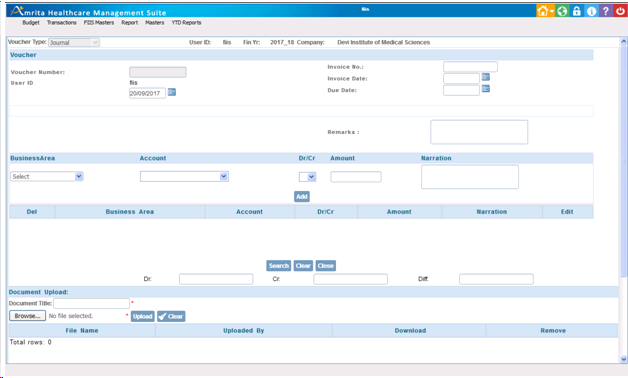 Amrita Healthcare Management Suite
fiis
Budget Transactions FIIS Masters Report Masters YTD Reports
Voucher Type: Journal User ID: fiis Fin Yr: 2017_18 Company: Devi Institute of Medical Sciences
Voucher
Voucher Number: Invoice No.:
User ID fiis Invoice Date:
20/09/2017 Due Date:
Remarks :
BusinessArea Account Dr/Cr Amount Narration
Select
Add
Del Business Area Account Dr/Cr Amount Narration Edit
Search Clear Close
Dr: Cr: Diff:
Document Upload:
Document Title: *
Browse... No file selected. * Upload Clear
File Name Uploaded By Download Remove
Total rows: 0